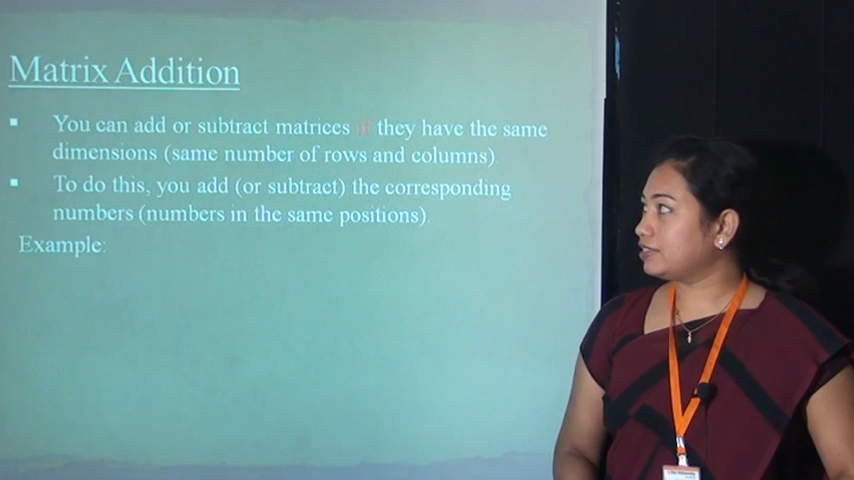 Matrix Addition
▪ You can add or subtract matrices if they have the same
dimensions (same number of rows and columns).
▪ To do this, you add (or subtract) the corresponding
numbers (numbers in the same positions).
Example: